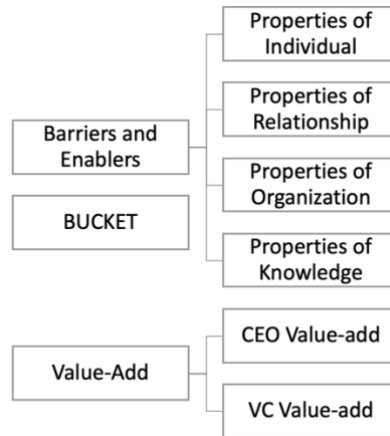 Properties of
Individual
Properties of
Relationship
Barriers and
Enablers
Properties of
Organization
BUCKET
Properties of
Knowledge
CEO Value-add
Value-Add
VC Value-add